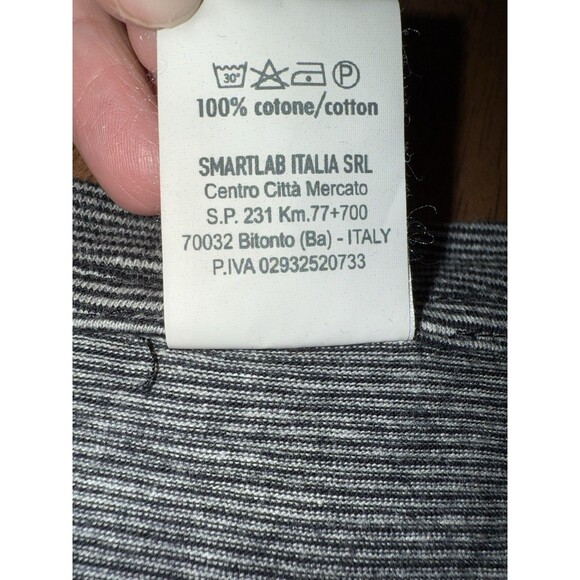 30° P
100% cotone/cotton
SMARTLAB ITALIA SRL
Centro Città Mercato
S.P. 231 Km.77+700
70032 Bitonto (Ba) - ITALY
P.IVA 02932520733